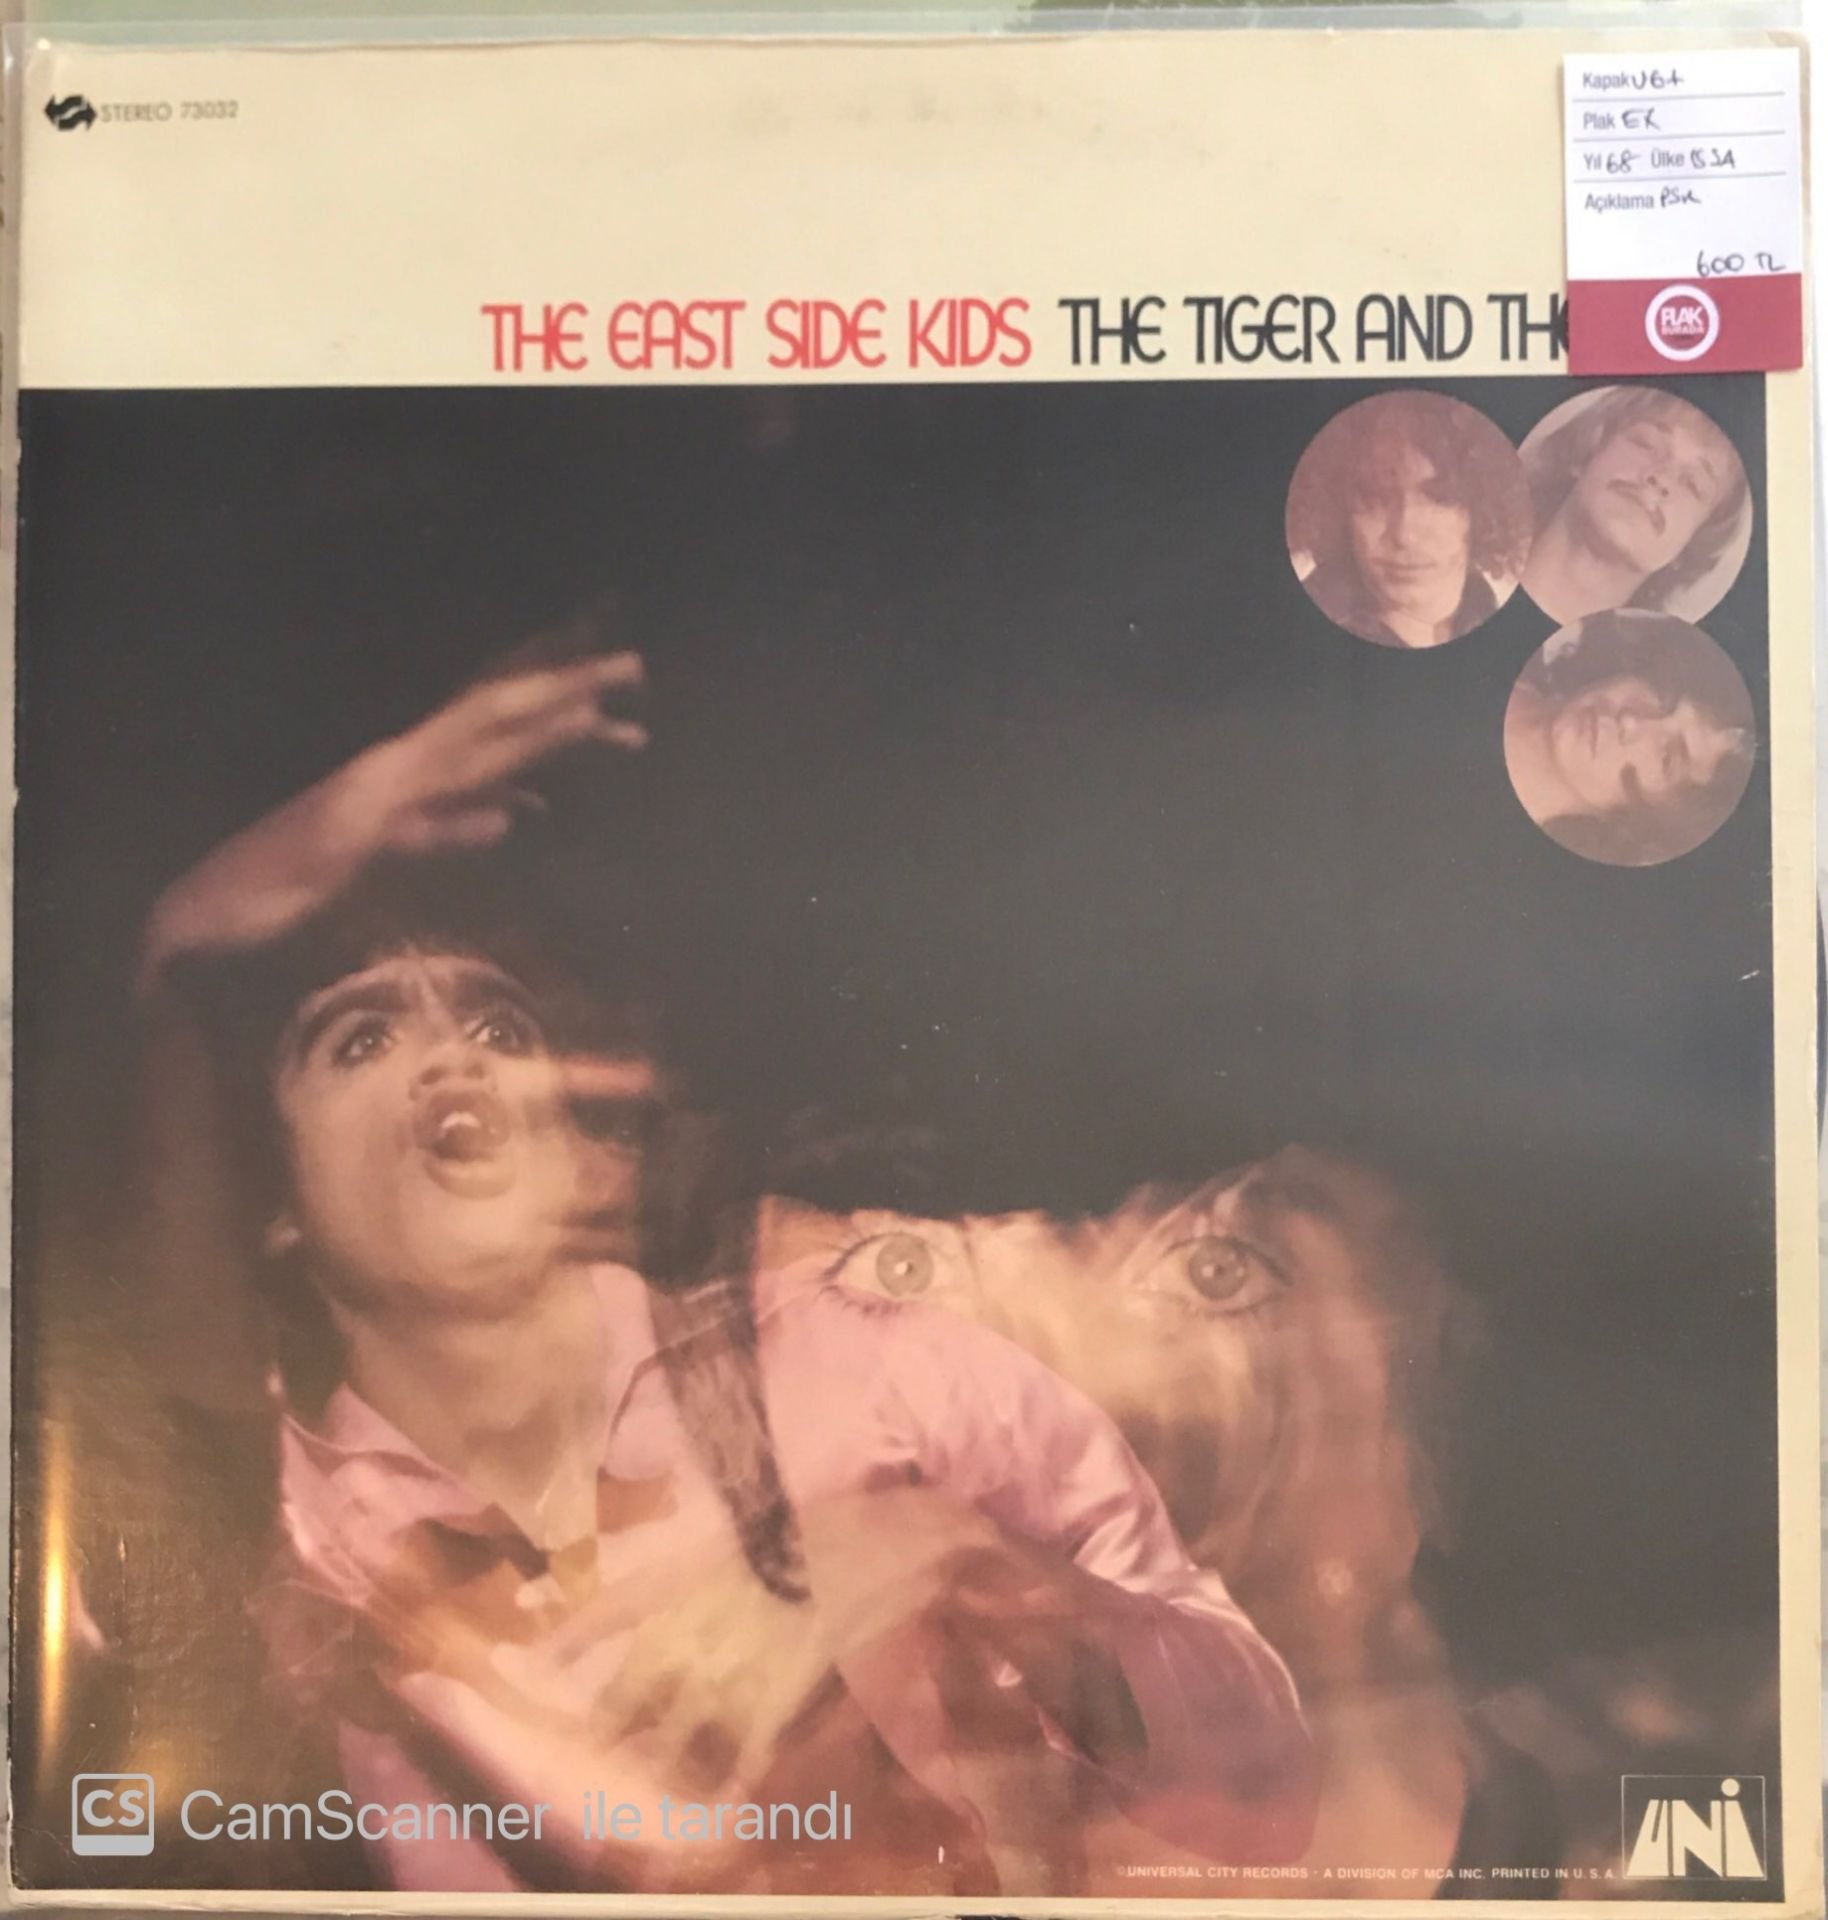 STEREO 73032
Kapak VG+
Plak EX
Yıl 68 Ülke USA
Açıklama PSK
600 TL
PLAK
THE EAST SIDE KIDS THE TIGER AND THE
CS CamScanner ile tarandı
UNI
©UNIVERSAL CITY RECORDS · A DIVISION OF MCA INC. PRINTED IN U.S.A.